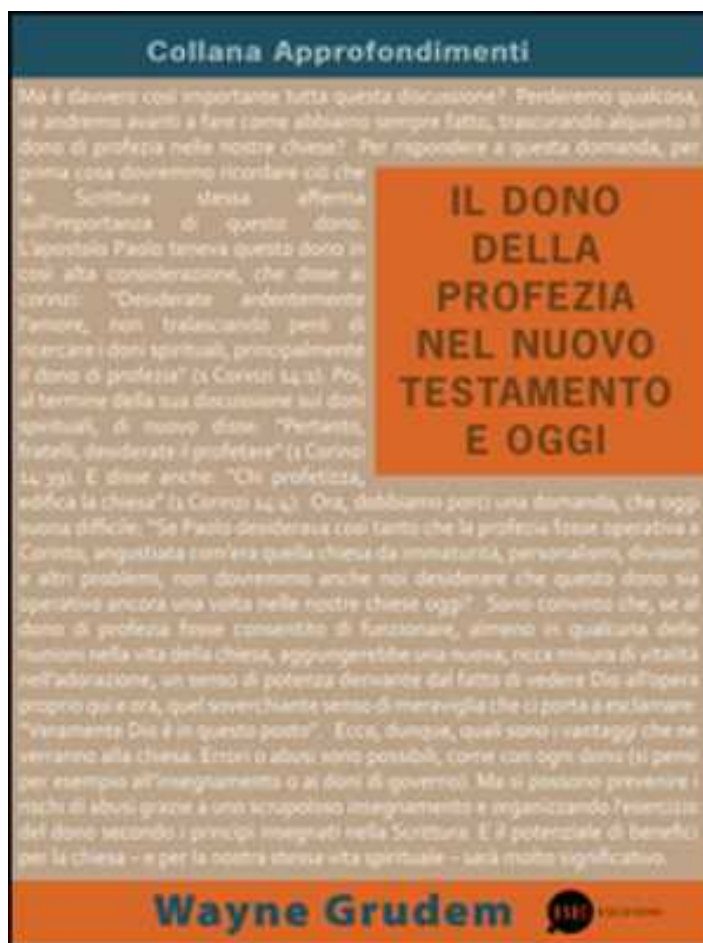 Collana Approfondimenti
Ma è davvero così importante tutta questa discussione? Perderemo qualcosa,
se andremo avanti a fare come abbiamo sempre fatto, trascurando alquanto il
dono di profezia nelle nostre chiese? Per rispondere a questa domanda, per
prima cosa dovremmo ricordare ciò che
la Scrittura stessa afferma
sull'importanza di questo dono.
L'apostolo Paolo teneva questo dono in
così alta considerazione, che disse ai
corinzi: "Desiderate ardentemente
l'amore, non tralasciando però di
ricercare i doni spirituali, principalmente
il dono di profezia" (1 Corinzi 14:1). Poi,
al termine della sua discussione sui doni
spirituali, di nuovo disse: "Pertanto,
fratelli, desiderate il profetare" (1 Corinzi
14:39). E disse anche: "Chi profetizza,
edifica la chiesa" (1 Corinzi 14:4). Ora, dobbiamo porci una domanda, che oggi
suona difficile: "Se Paolo desiderava così tanto che la profezia fosse operativa a
Corinto, angustiata com'era quella chiesa da immaturità, personalismi, divisioni
e altri problemi, non dovremmo anche noi desiderare che questo dono sia
operativo ancora una volta nelle nostre chiese oggi? Sono convinto che, se al
dono di profezia fosse consentito di funzionare, almeno in qualcuna delle
riunioni nella vita della chiesa, aggiungerebbe una nuova, ricca misura di vitalità
nell'adorazione, un senso di potenza derivante dal fatto di vedere Dio all'opera
proprio qui e ora, quel soverchiante senso di meraviglia che ci porta a esclamare:
"Veramente Dio è in questo posto". Ecco, dunque, quali sono i vantaggi che ne
verranno alla chiesa. Errori o abusi sono possibili, come con ogni dono (si pensi
per esempio all'insegnamento o ai doni di governo). Ma si possono prevenire i
rischi di abusi grazie a uno scrupoloso insegnamento e organizzando l'esercizio
del dono secondo i principi insegnati nella Scrittura. E il potenziale di benefici
per la chiesa – e per la nostra stessa vita spirituale – sarà molto significativo.
IL DONO
DELLA
PROFEZIA
NEL NUOVO
TESTAMENTO
E OGGI
Wayne Grudem